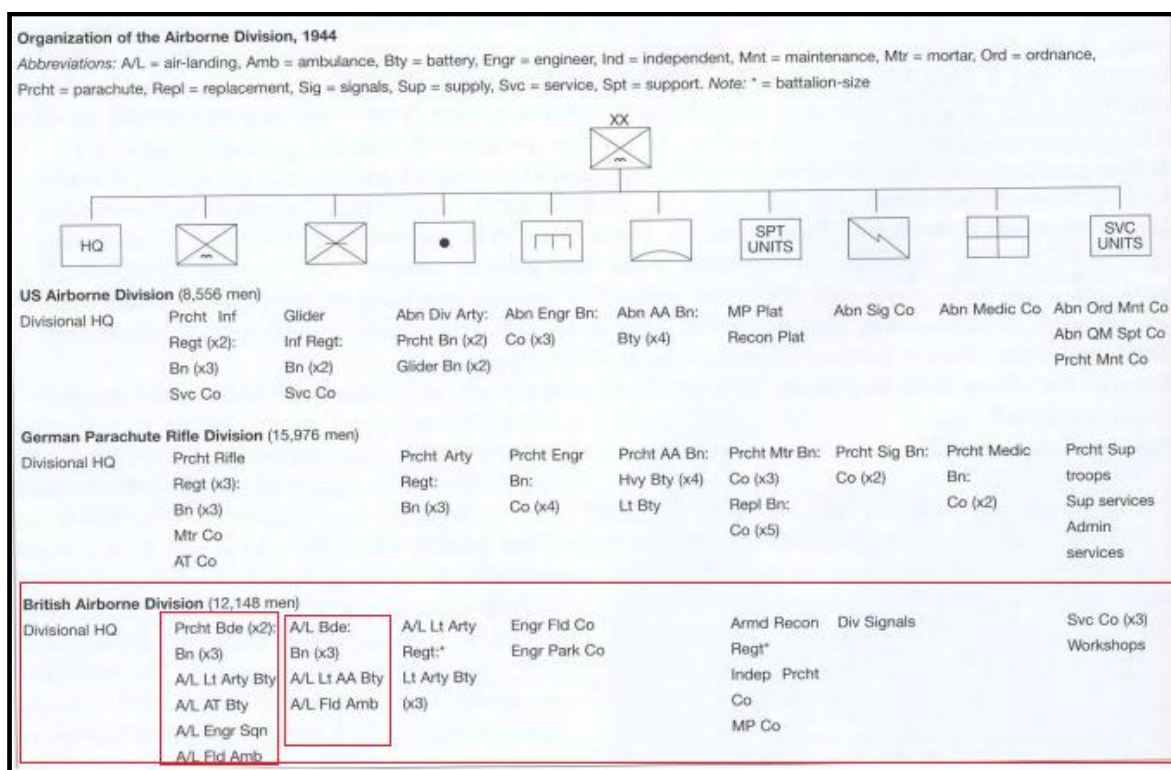 Organization of the Airborne Division, 1944
Abbreviations: A/L = air-landing, Amb = ambulance, Bty = battery, Engr = engineer, Ind = independent, Mnt = maintenance, Mtr = mortar, Ord = ordnance,
Prcht = parachute, Repl = replacement, Sig = signals, Sup = supply, Svc = service, Spt = support. Note: * = battalion-size
XX
HQ
SPT
UNITS
SVC
UNITS
US Airborne Division (8,556 men)
Divisional HQ
Prcht Inf
Regt (x2):
Bn (x3)
Svc Co
Glider
Inf Regt:
Bn (x2)
Svc Co
Abn Div Arty:
Prcht Bn (x2)
Glider Bn (x2)
Abn Engr Bn:
Co (x3)
Abn AA Bn:
Bty (x4)
MP Plat
Recon Plat
Abn Sig Co
Abn Medic Co
Abn Ord Mnt Co
Abn QM Spt Co
Prcht Mnt Co
German Parachute Rifle Division (15,976 men)
Divisional HQ
Prcht Rifle
Regt (x3):
Bn (x3)
Mtr Co
AT Co
Prcht Arty
Regt:
Bn (x3)
Prcht Engr
Bn:
Co (x4)
Prcht AA Bn:
Hvy Bty (x4)
Lt Bty
Prcht Mtr Bn:
Co (x3)
Repl Bn:
Co (x5)
Prcht Sig Bn:
Co (x2)
Prcht Medic
Bn:
Co (x2)
Prcht Sup
troops
Sup services
Admin
services
British Airborne Division (12,148 men)
Divisional HQ
Prcht Bde (x2):
Bn (x3)
A/L Lt Arty Bty
A/L AT Bty
A/L Engr Sqn
A/L Fld Amb
A/L Bde:
Bn (x3)
A/L Lt AA Bty
A/L Fld Amb
A/L Lt Arty
Regt:*
Lt Arty Bty
(x3)
Engr Fld Co
Engr Park Co
Armd Recon
Regt*
Indep Prcht
Co
MP Co
Div Signals
Svc Co (x3)
Workshops